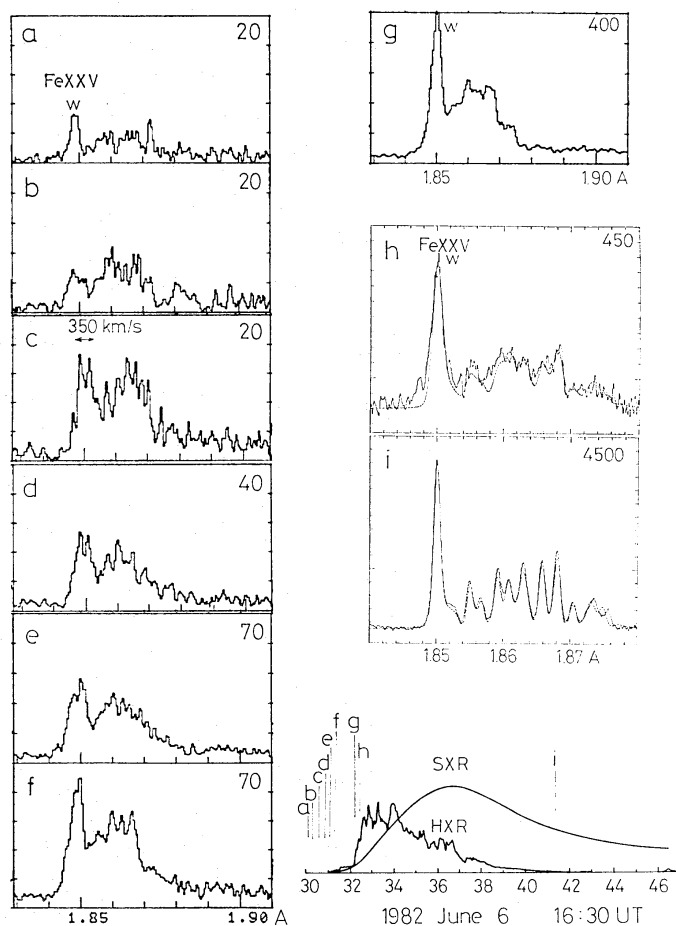 a 20
FeXXV
w
b 20
350 km/s
c 20
d 40
e 70
f 70
1.85 1.90 A
g 400
w
1.85 1.90 A
h 450
FeXXV
w
i 4500
1.85 1.86 1.87 A
a b c d e f g h I
SXR
HXR
30 32 34 36 38 42 46
1982 June 6 16:30 UT